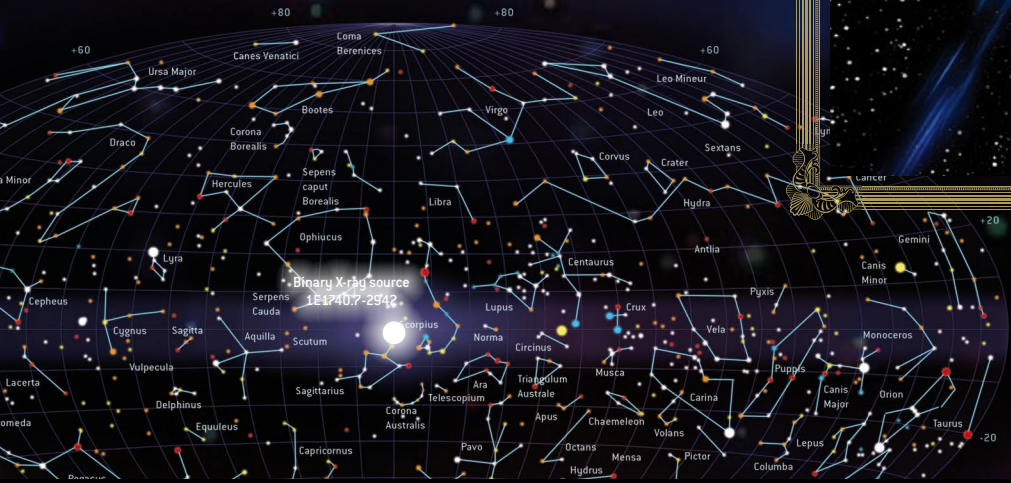 +80
+80
Coma
Berenices
+60
Canes Venatici
+60
Ursa Major
Leo Mineur
Bootes
Virgo
Leo
Corona
Borealis
Draco
Sextans
Corvus
Crater
Sepens
caput
Borealis
a Minor
Hercules
Cancer
Libra
Hydra
+20
Ophiucus
Antlia
Gemini
Lyra
Centaurus
Canis
Minor
Binary X-ray source
1E1740.7-2942
Cepheus
Serpens
Cauda
Pyxis
Lupus
Crux
corpius
Cygnus
Sagitta
Aquilla
Scutum
Norma
Circinus
Vela
Monoceros
Vulpecula
Musca
Puppis
Lacerta
Sagittarius
Ara
Triangulum
Australe
Telescopium
Carina
Canis
Major
Orion
Delphinus
Corona
Australis
Apus
Chaemeleon
Volans
Taurus
omeda
Equuleus
-20
Capricornus
Pavo
Octans
Mensa
Pictor
Lepus
Columba
Hydrus
Pegasus